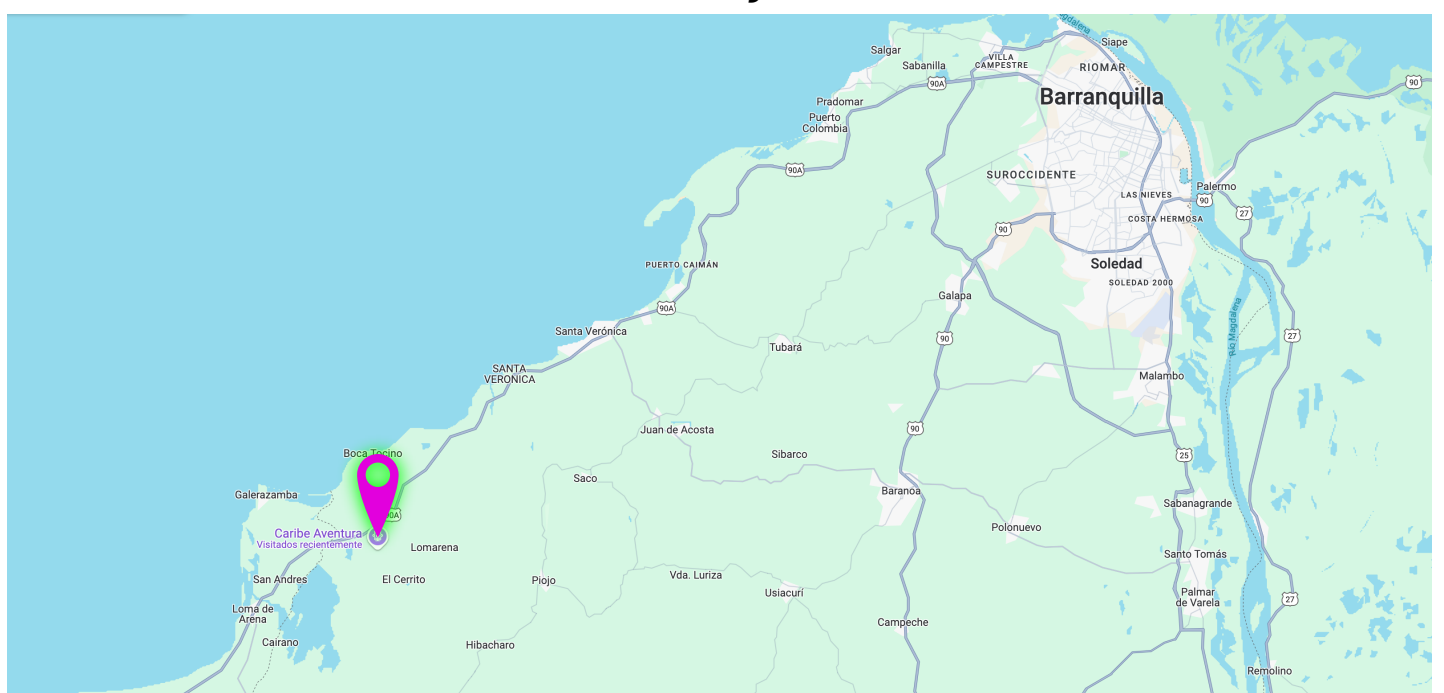 Magdalena
Siape
Salgar
VILLA
CAMPESTRE
Sabanilla
RIOMAR
90A
90
Barranquilla
Pradomar
Puerto
Colombia
90A
SUROCCIDENTE
Palermo
LAS NIEVES
90
27
COSTA HERMOSA
90
PUERTO CAIMÁN
Soledad
SOLEDAD 2000
Galapa
90A
Río Magdalena
Santa Verónica
90
27
Tubará
SANTA
VERONICA
Malambo
Juan de Acosta
90
Boca Tocino
Sibarco
25
Saco
Galerazamba
Baranoa
Sabanagrande
90A
Polonuevo
Caribe Aventura
Visitados recientemente
Lomarena
Santo Tomás
San Andres
El Cerrito
Piojo
Vda. Luriza
Usiacurí
Palmar
de Varela
27
Loma de
Arena
Campeche
Cairano
Hibacharo
Remolino